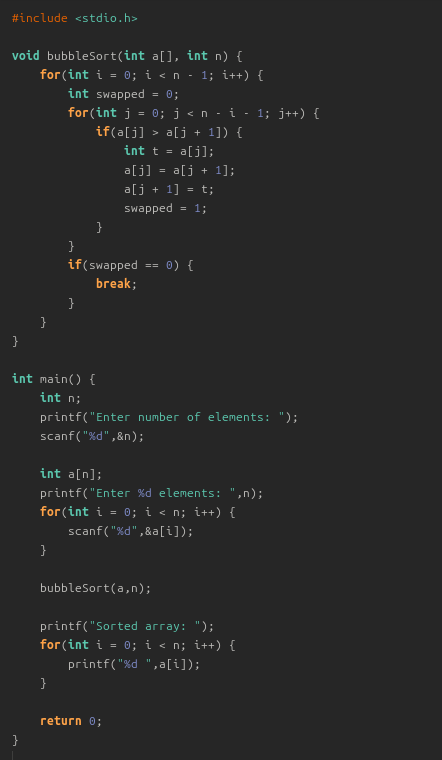 #include <stdio.h>

void bubbleSort(int a[], int n) {
    for(int i = 0; i < n - 1; i++) {
        int swapped = 0;
        for(int j = 0; j < n - i - 1; j++) {
            if(a[j] > a[j + 1]) {
                int t = a[j];
                a[j] = a[j + 1];
                a[j + 1] = t;
                swapped = 1;
            }
        }
        if(swapped == 0) {
            break;
        }
    }
}

int main() {
    int n;
    printf("Enter number of elements: ");
    scanf("%d",&n);

    int a[n];
    printf("Enter %d elements: ",n);
    for(int i = 0; i < n; i++) {
        scanf("%d",&a[i]);
    }

    bubbleSort(a,n);

    printf("Sorted array: ");
    for(int i = 0; i < n; i++) {
        printf("%d ",a[i]);
    }

    return 0;
}